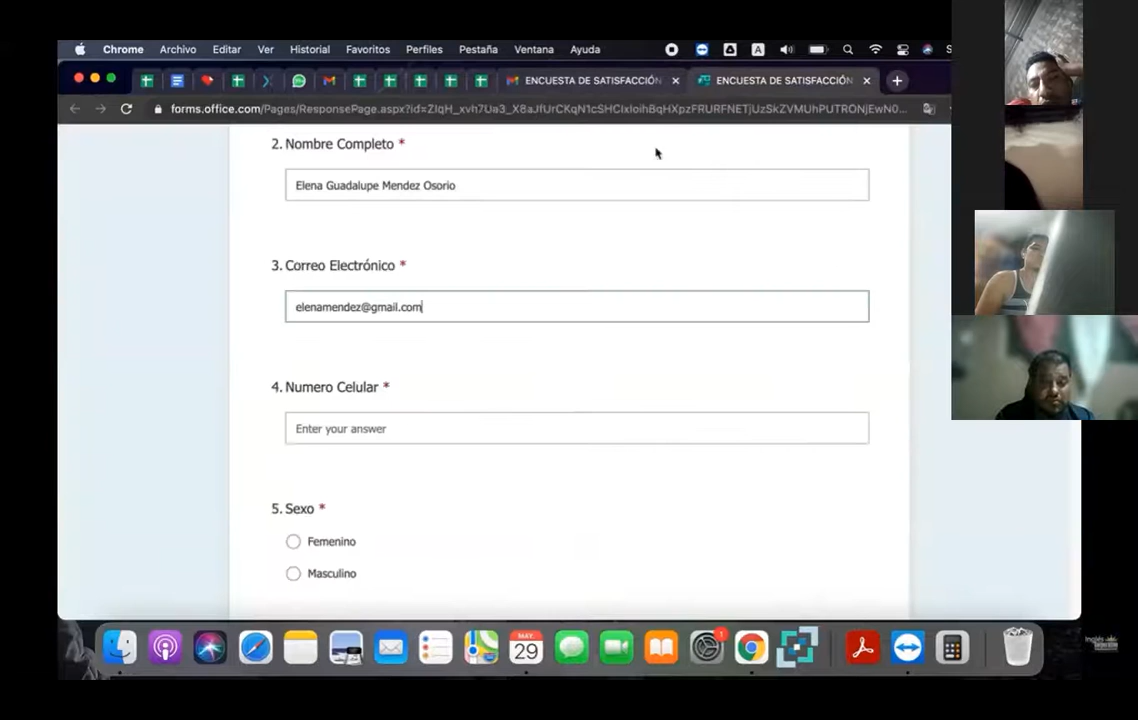 Chrome Archivo Editar Ver Historial Favoritos Perfiles Pestaña Ventana Ayuda
ENCUESTA DE SATISFACCIÓN ENCUESTA DE SATISFACCIÓN
2. Nombre Completo *
Elena Guadalupe Mendez Osorio
3. Correo Electrónico *
elenamendez@gmail.com
4. Numero Celular *
Enter your answer
5. Sexo *
Femenino
Masculino
MAY.
29
1